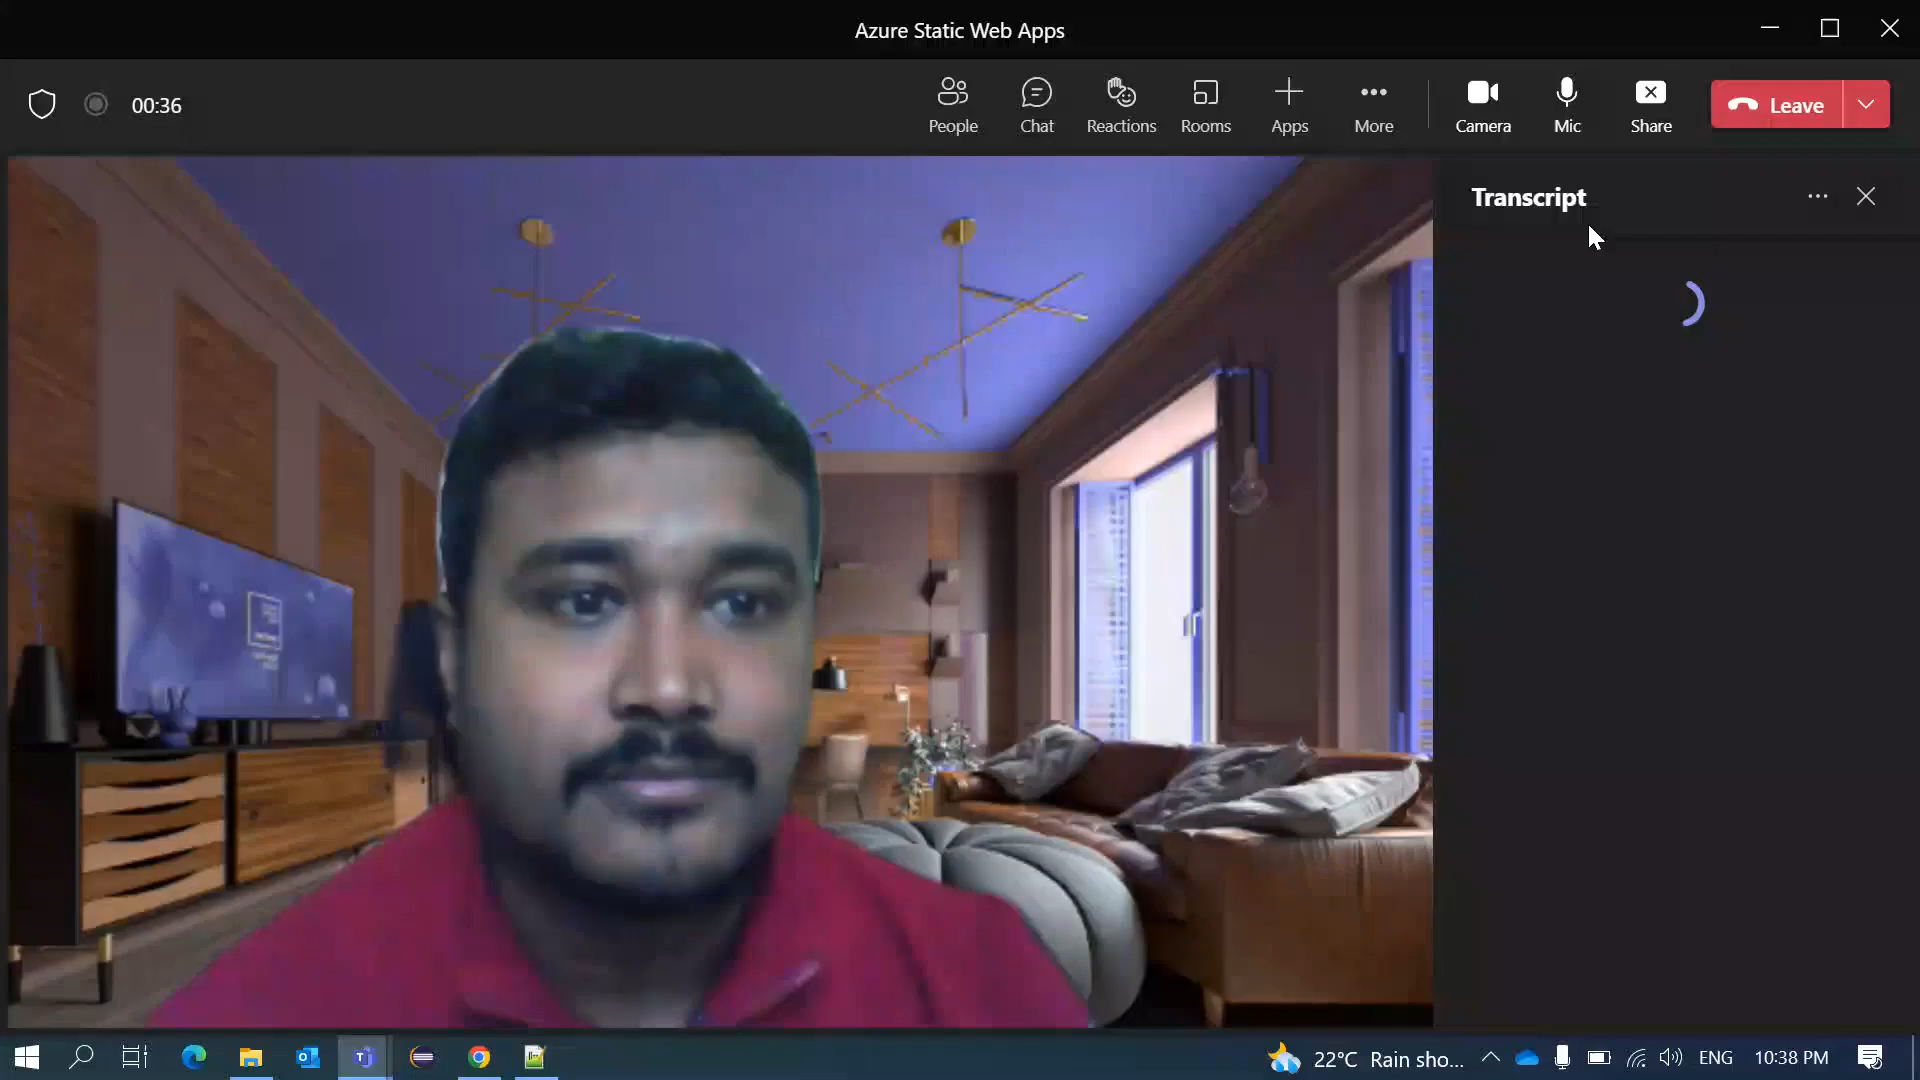 Azure Static Web Apps
00:36
People
Chat
Reactions
Rooms
Apps
More
Camera
Mic
Share
Leave
Transcript
22°C Rain sho...
ENG
10:38 PM